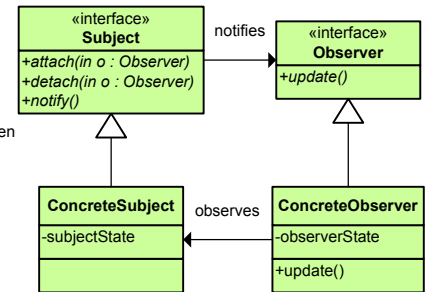 «interface»
Subject
+attach(in o : Observer)
+detach(in o : Observer)
+notify()
notifies
«interface»
Observer
+update()
en
ConcreteSubject
-subjectState
observes
ConcreteObserver
-observerState
+update()